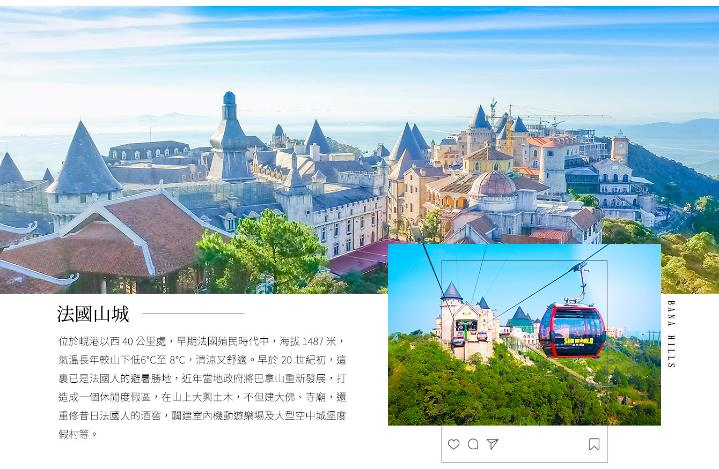 法國山城
位於峴港以西 40 公里處，早期法國殖民時代中，海拔 1487 米，
氣溫長年較山下低6°C至 8°C，清涼又舒適。早於 20 世紀初，這
裏已是法國人的避暑勝地，近年當地政府將巴拿山重新發展，打
造成一個休閒度假區，在山上大興土木，不但建大佛、寺廟，還
重修昔日法國人的酒窖，闢建室內機動遊樂場及大型空中城堡度
假村等。
SUN WORLD
BANA HILLS